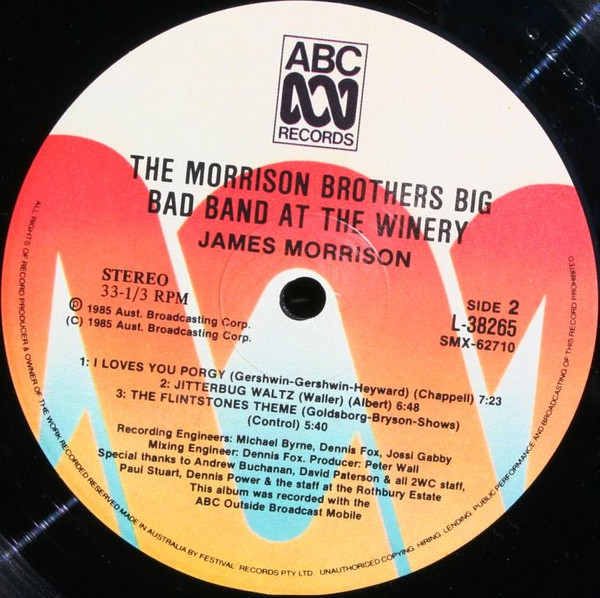 ABC
RECORDS
THE MORRISON BROTHERS BIG
BAD BAND AT THE WINERY
JAMES MORRISON
STEREO
33-1/3 RPM
Ⓟ 1985 Aust. Broadcasting Corp.
(C) 1985 Aust. Broadcasting Corp.
SIDE 2
L-38265
SMX-62710
1: I LOVES YOU PORGY (Gershwin-Gershwin-Heyward) (Chappell) 7:23
2: JITTERBUG WALTZ (Waller) (Albert) 6:48
3: THE FLINTSTONES THEME (Goldsborg-Bryson-Shows)
(Control) 5:40
Recording Engineers: Michael Byrne, Dennis Fox, Jossi Gabby
Mixing Engineer: Dennis Fox. Producer: Peter Wall
Special thanks to Andrew Buchanan, David Paterson & all 2WC staff,
Paul Stuart, Dennis Power & the staff at the Rothbury Estate
This album was recorded with the
ABC Outside Broadcast Mobile
ALL RIGHTS OF RECORD PRODUCER & OWNER OF THE WORK RECORDED RESERVED MADE IN AUSTRALIA BY FESTIVAL RECORDS PTY LTD. UNAUTHORISED COPYING, HIRING, LENDING, PUBLIC PERFORMANCE AND BROADCASTING OF THIS RECORD PROHIBITED